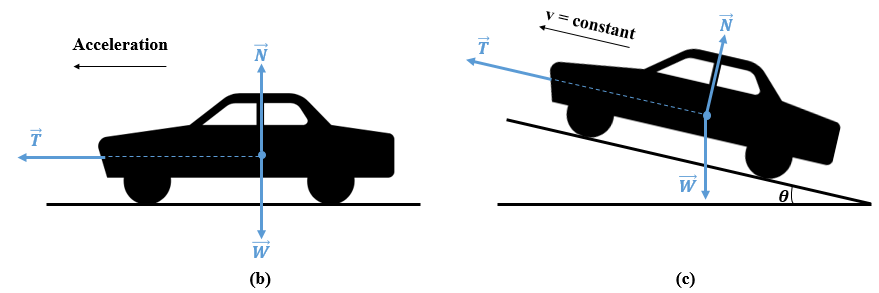 Acceleration
N⃗
T⃗
W⃗
(b)
v = constant
N⃗
T⃗
W⃗
θ
(c)